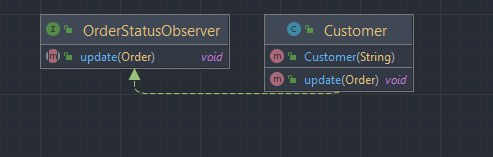 I OrderStatusObserver
m update(Order) void
C Customer
m Customer(String)
m update(Order) void